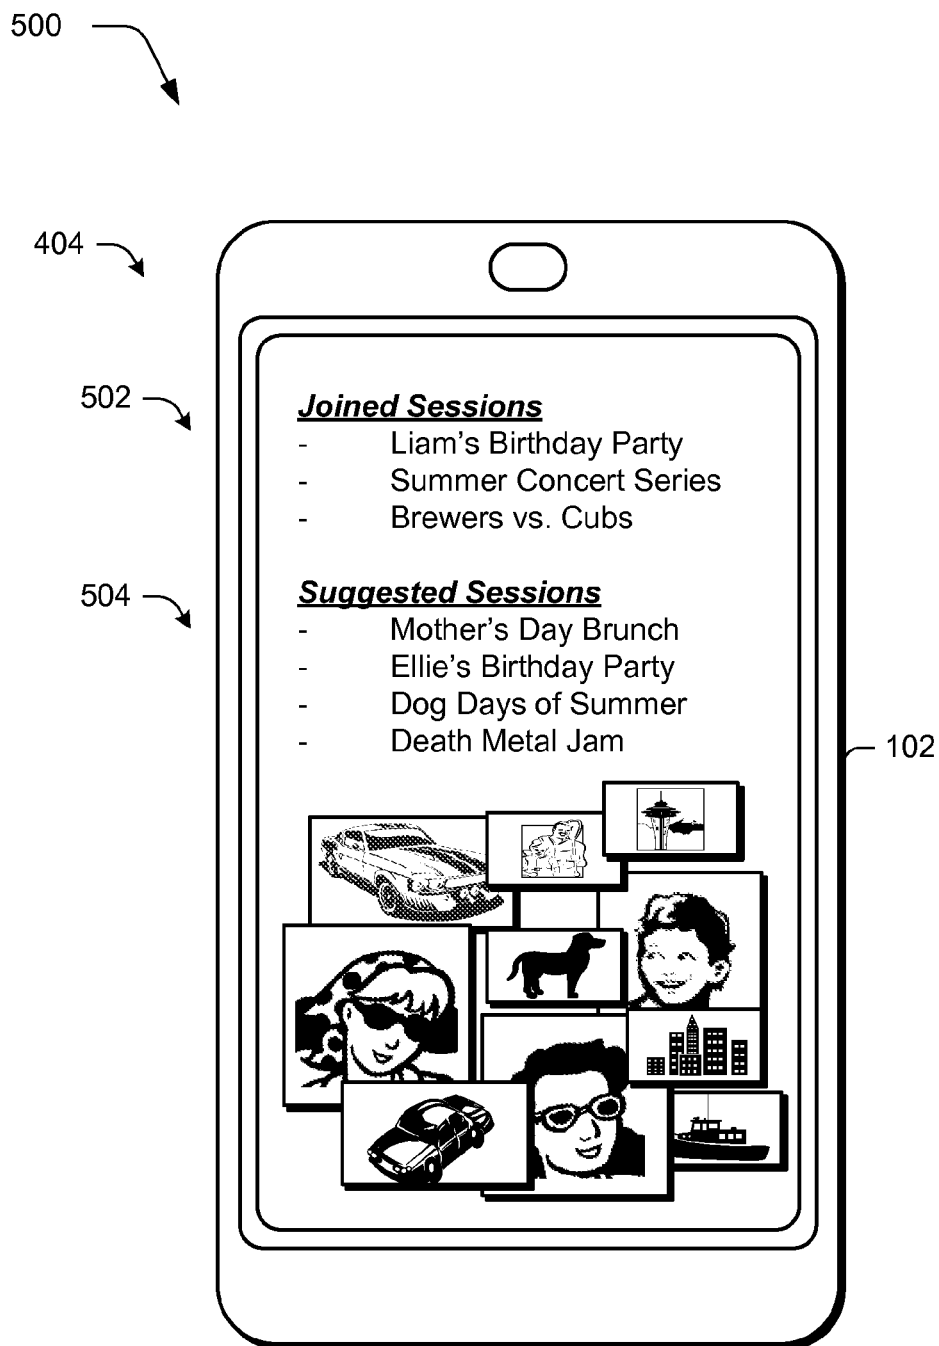 500
404
502
Joined Sessions
- Liam's Birthday Party
- Summer Concert Series
- Brewers vs. Cubs
504
Suggested Sessions
- Mother's Day Brunch
- Ellie's Birthday Party
- Dog Days of Summer
- Death Metal Jam
102